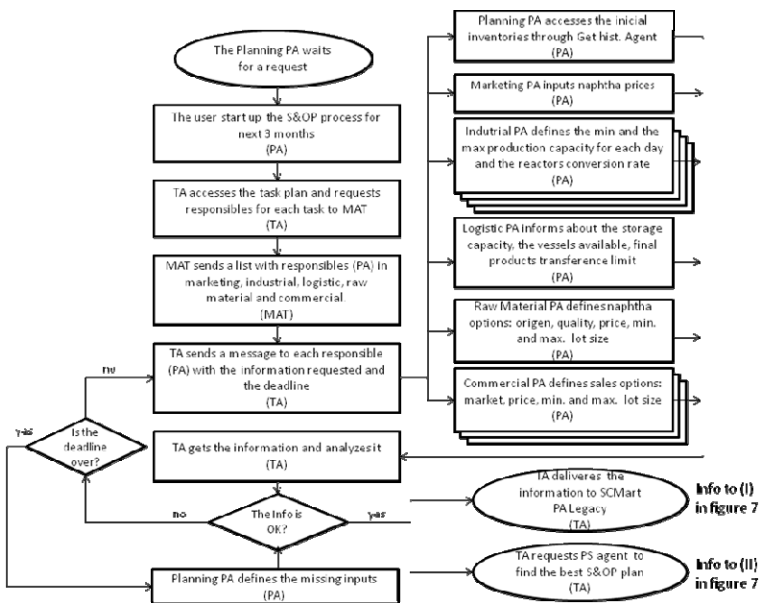 The Planning PA waits
for a request
The user start up the S&OP process for
next 3 months
(PA)
TA accesses the task plan and requests
responsibles for each task to MAT
(TA)
MAT sends a list with responsibles (PA) in
marketing, industrial, logistic, raw
material and commercial.
(MAT)
TA sends a message to each responsible
(PA) with the information requested and
the deadline
(TA)
no
yes
Is the
deadline
over?
TA gets the information and analyzes it
(TA)
no
The Info is
OK?
yes
Planning PA defines the missing inputs
(PA)
Planning PA accesses the inicial
inventories through Get hist. Agent
(PA)
Marketing PA inputs naphtha prices
(PA)
Indutrial PA defines the min and the
max production capacity for each day
and the reactors conversion rate
(PA)
Logistic PA informs about the storage
capacity, the vessels available, final
products transference limit
(PA)
Raw Material PA defines naphtha
options: origen, quality, price, min.
and max. lot size
(PA)
Commercial PA defines sales options:
market, price, min. and max. lot size
(PA)
TA deliveres the
information to SCMart
PA Legacy
(TA)
Info to (I)
in figure 7
TA requests PS agent to
find the best S&OP plan
(TA)
Info to (II)
in figure 7